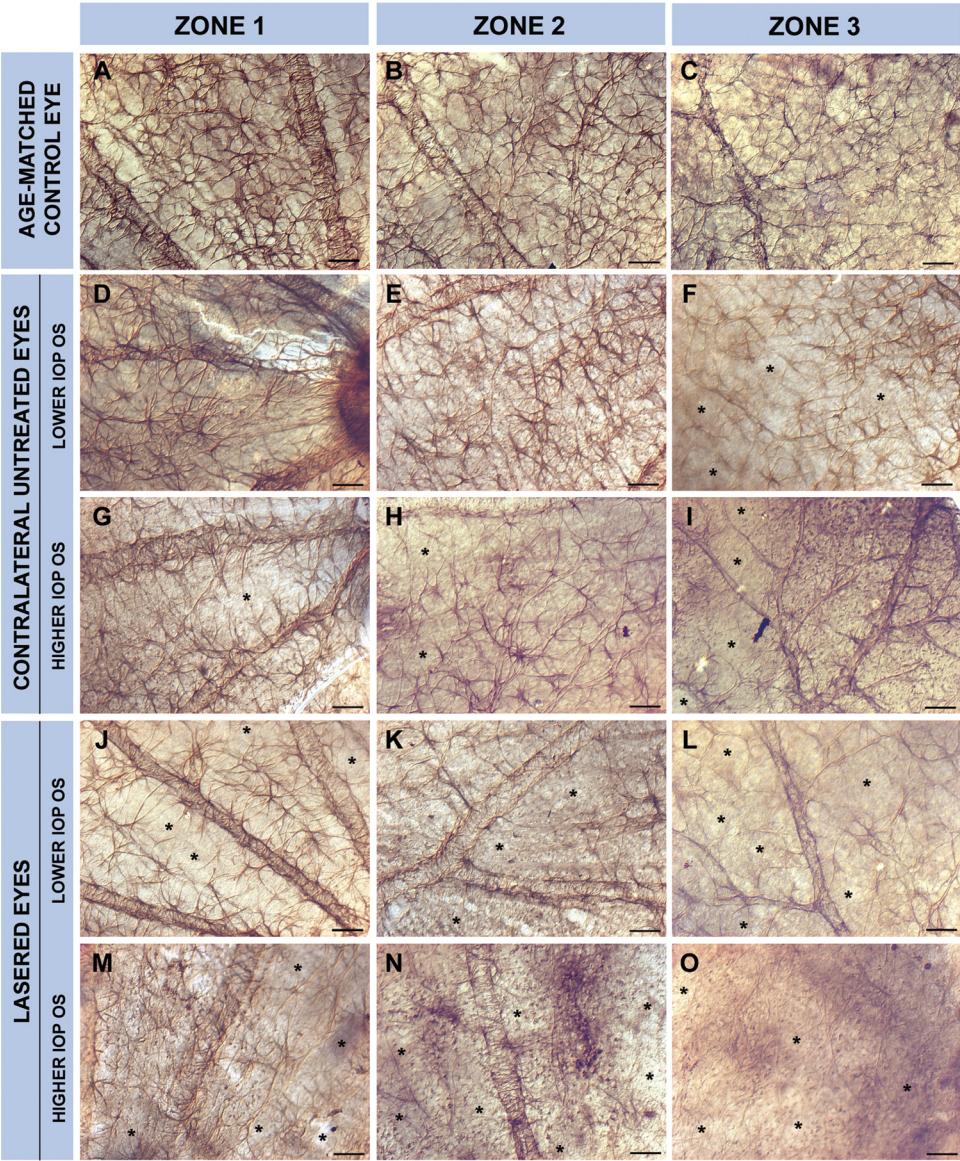 ZONE 1 ZONE 2 ZONE 3
AGE-MATCHED
CONTROL EYE
A B C
CONTRALATERAL UNTREATED EYES
LOWER IOP OS
D E F
* * * *
HIGHER IOP OS
G H I
* * * * * * *
LASERED EYES
LOWER IOP OS
J K L
* * * * * * * * * * * * *
HIGHER IOP OS
M N O
* * * * * * * * * * * * * * * * *